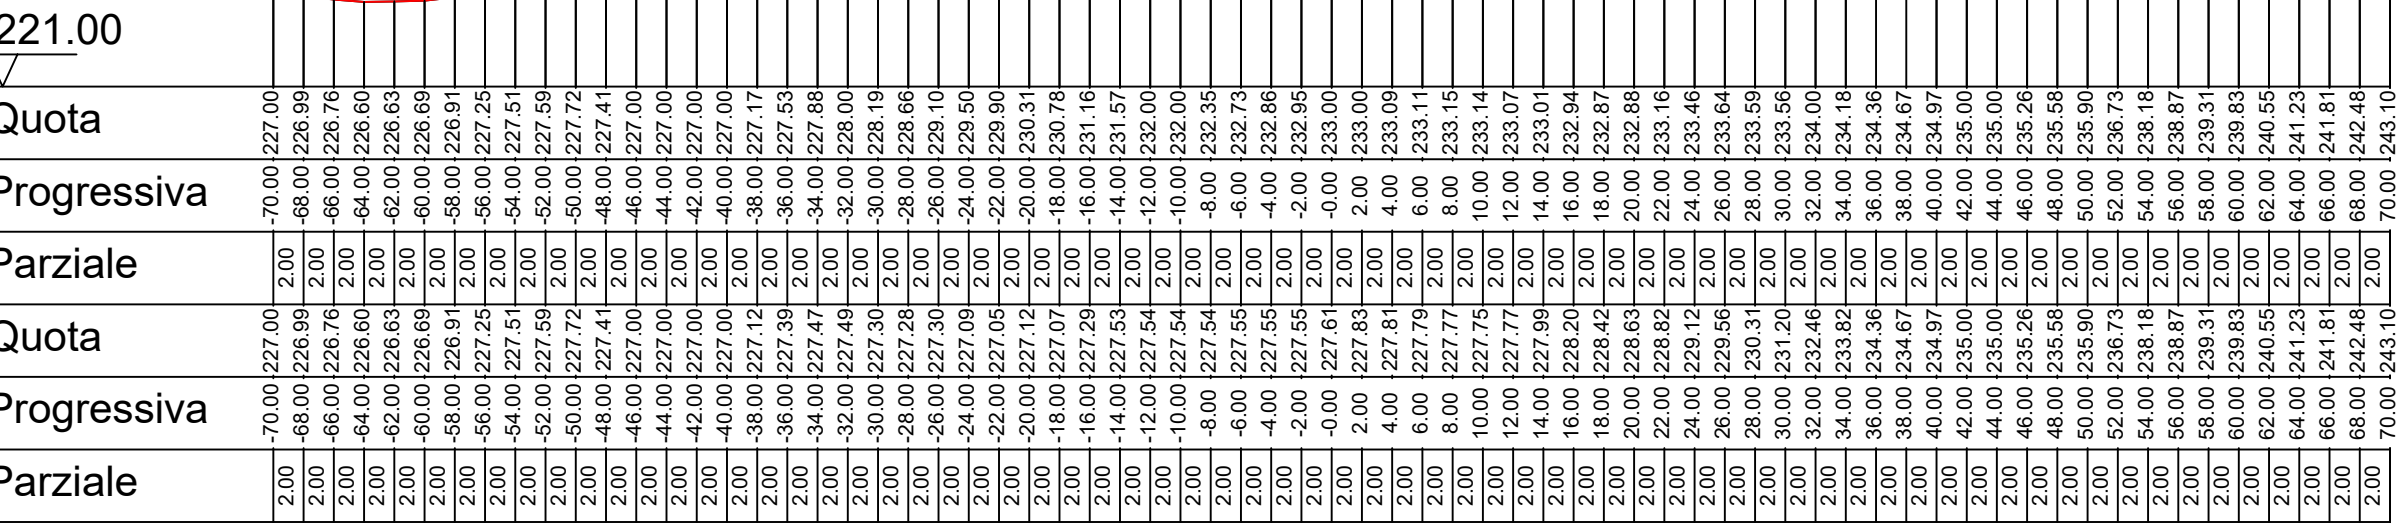 221.00
Quota 227.00 226.99 226.76 226.60 226.63 226.69 226.91 227.25 227.51 227.59 227.72 227.41 227.00 227.00 227.00 227.00 227.17 227.53 227.88 228.00 228.19 228.66 229.10 229.50 229.90 230.31 230.78 231.16 231.57 232.00 232.00 232.35 232.73 232.86 232.95 233.00 233.00 233.09 233.11 233.15 233.14 233.07 233.01 232.94 232.87 232.88 233.16 233.46 233.64 233.59 233.56 234.00 234.18 234.36 234.67 234.97 235.00 235.00 235.26 235.58 235.90 236.73 238.18 238.87 239.31 239.83 240.55 241.23 241.81 242.48 243.10
Progressiva -70.00 -68.00 -66.00 -64.00 -62.00 -60.00 -58.00 -56.00 -54.00 -52.00 -50.00 -48.00 -46.00 -44.00 -42.00 -40.00 -38.00 -36.00 -34.00 -32.00 -30.00 -28.00 -26.00 -24.00 -22.00 -20.00 -18.00 -16.00 -14.00 -12.00 -10.00 -8.00 -6.00 -4.00 -2.00 -0.00 2.00 4.00 6.00 8.00 10.00 12.00 14.00 16.00 18.00 20.00 22.00 24.00 26.00 28.00 30.00 32.00 34.00 36.00 38.00 40.00 42.00 44.00 46.00 48.00 50.00 52.00 54.00 56.00 58.00 60.00 62.00 64.00 66.00 68.00 70.00
Parziale 2.00 2.00 2.00 2.00 2.00 2.00 2.00 2.00 2.00 2.00 2.00 2.00 2.00 2.00 2.00 2.00 2.00 2.00 2.00 2.00 2.00 2.00 2.00 2.00 2.00 2.00 2.00 2.00 2.00 2.00 2.00 2.00 2.00 2.00 2.00 2.00 2.00 2.00 2.00 2.00 2.00 2.00 2.00 2.00 2.00 2.00 2.00 2.00 2.00 2.00 2.00 2.00 2.00 2.00 2.00 2.00 2.00 2.00 2.00 2.00 2.00 2.00 2.00 2.00 2.00 2.00 2.00 2.00 2.00 2.00
Quota 227.00 226.99 226.76 226.60 226.63 226.69 226.91 227.25 227.51 227.59 227.72 227.41 227.00 227.00 227.00 227.00 227.12 227.39 227.47 227.49 227.30 227.28 227.30 227.09 227.05 227.12 227.07 227.29 227.53 227.54 227.54 227.54 227.55 227.55 227.55 227.61 227.83 227.81 227.79 227.77 227.75 227.77 227.99 228.20 228.42 228.63 228.82 229.12 229.56 230.31 231.20 232.46 233.82 234.36 234.67 234.97 235.00 235.00 235.26 235.58 235.90 236.73 238.18 238.87 239.31 239.83 240.55 241.23 241.81 242.48 243.10
Progressiva -70.00 -68.00 -66.00 -64.00 -62.00 -60.00 -58.00 -56.00 -54.00 -52.00 -50.00 -48.00 -46.00 -44.00 -42.00 -40.00 -38.00 -36.00 -34.00 -32.00 -30.00 -28.00 -26.00 -24.00 -22.00 -20.00 -18.00 -16.00 -14.00 -12.00 -10.00 -8.00 -6.00 -4.00 -2.00 -0.00 2.00 4.00 6.00 8.00 10.00 12.00 14.00 16.00 18.00 20.00 22.00 24.00 26.00 28.00 30.00 32.00 34.00 36.00 38.00 40.00 42.00 44.00 46.00 48.00 50.00 52.00 54.00 56.00 58.00 60.00 62.00 64.00 66.00 68.00 70.00
Parziale 2.00 2.00 2.00 2.00 2.00 2.00 2.00 2.00 2.00 2.00 2.00 2.00 2.00 2.00 2.00 2.00 2.00 2.00 2.00 2.00 2.00 2.00 2.00 2.00 2.00 2.00 2.00 2.00 2.00 2.00 2.00 2.00 2.00 2.00 2.00 2.00 2.00 2.00 2.00 2.00 2.00 2.00 2.00 2.00 2.00 2.00 2.00 2.00 2.00 2.00 2.00 2.00 2.00 2.00 2.00 2.00 2.00 2.00 2.00 2.00 2.00 2.00 2.00 2.00 2.00 2.00 2.00 2.00 2.00 2.00